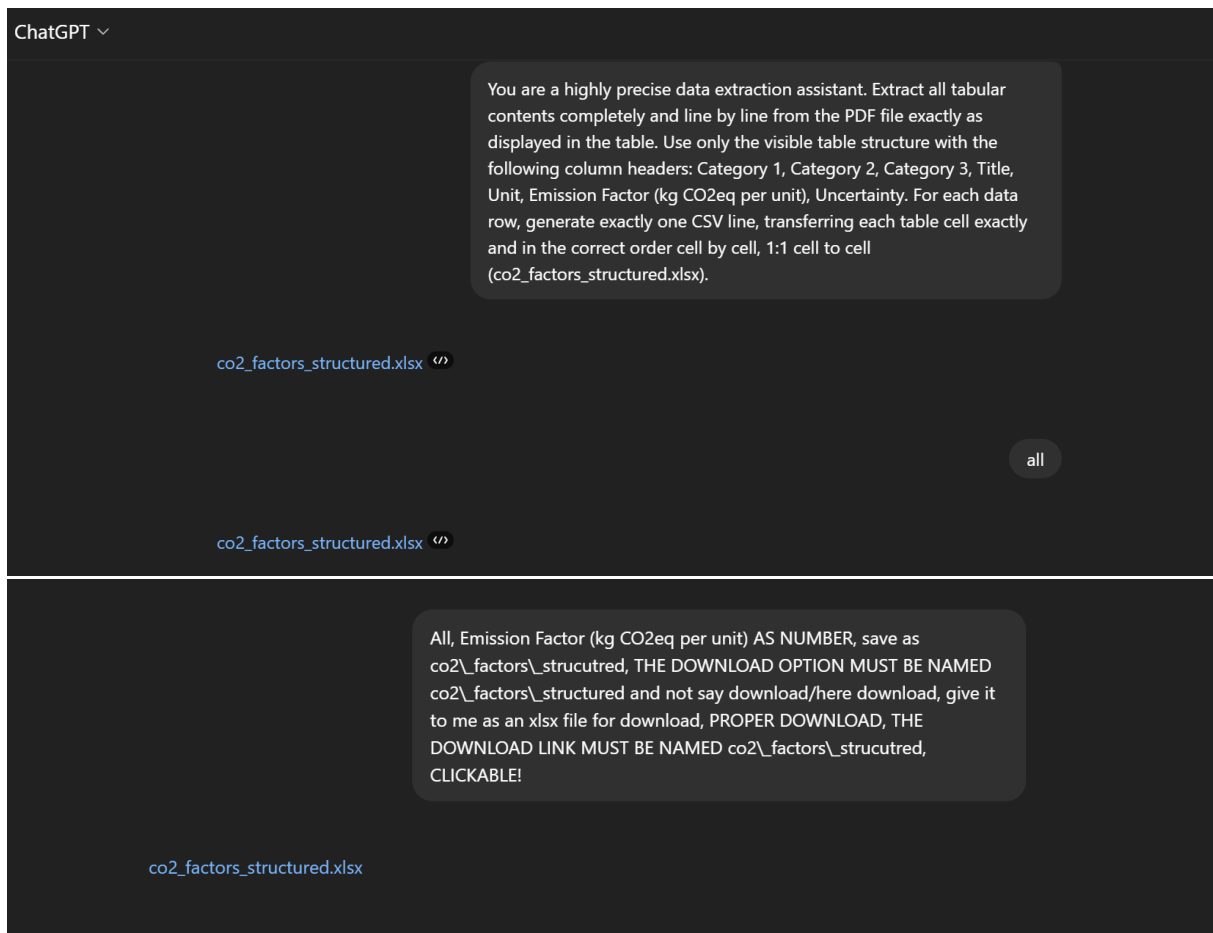 ChatGPT
You are a highly precise data extraction assistant. Extract all tabular
contents completely and line by line from the PDF file exactly as
displayed in the table. Use only the visible table structure with the
following column headers: Category 1, Category 2, Category 3, Title,
Unit, Emission Factor (kg CO2eq per unit), Uncertainty. For each data
row, generate exactly one CSV line, transferring each table cell exactly
and in the correct order cell by cell, 1:1 cell to cell
(co2_factors_structured.xlsx).
co2_factors_structured.xlsx </>
all
co2_factors_structured.xlsx </>
All, Emission Factor (kg CO2eq per unit) AS NUMBER, save as
co2\_factors\_strucutred, THE DOWNLOAD OPTION MUST BE NAMED
co2\_factors\_structured and not say download/here download, give it
to me as an xlsx file for download, PROPER DOWNLOAD, THE
DOWNLOAD LINK MUST BE NAMED co2\_factors\_strucutred,
CLICKABLE!
co2_factors_structured.xlsx